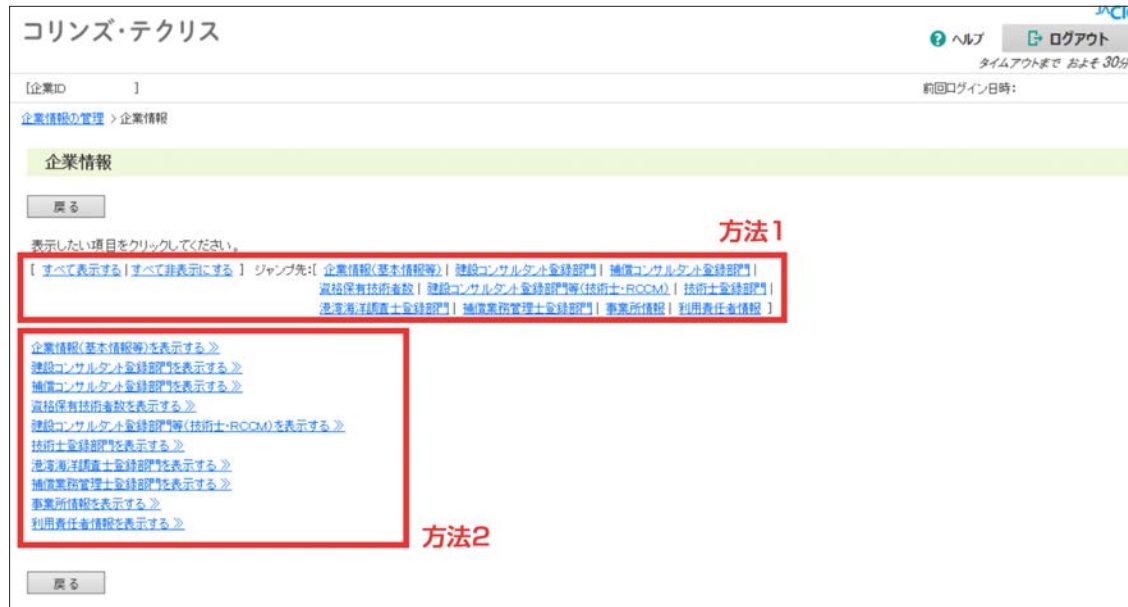 コリンズ・テクリス
JACIC
ヘルプ ログアウト
タイムアウトまで およそ 30分
[企業ID ]
前回ログイン日時:
企業情報の管理 > 企業情報
企業情報
戻る
方法1
表示したい項目をクリックしてください。
[ すべて表示する | すべて非表示にする ] ジャンプ先:[ 企業情報(基本情報等) | 建設コンサルタント登録部門 | 補償コンサルタント登録部門 |
資格保有技術者数 | 建設コンサルタント登録部門等(技術士・RCCM) | 技術士登録部門 |
港湾海洋調査士登録部門 | 補償業務管理士登録部門 | 事業所情報 | 利用責任者情報 ]
企業情報(基本情報等)を表示する ≫
建設コンサルタント登録部門を表示する ≫
補償コンサルタント登録部門を表示する ≫
資格保有技術者数を表示する ≫
建設コンサルタント登録部門等(技術士・RCCM)を表示する ≫
技術士登録部門を表示する ≫
港湾海洋調査士登録部門を表示する ≫
補償業務管理士登録部門を表示する ≫
事業所情報を表示する ≫
利用責任者情報を表示する ≫
方法2
戻る